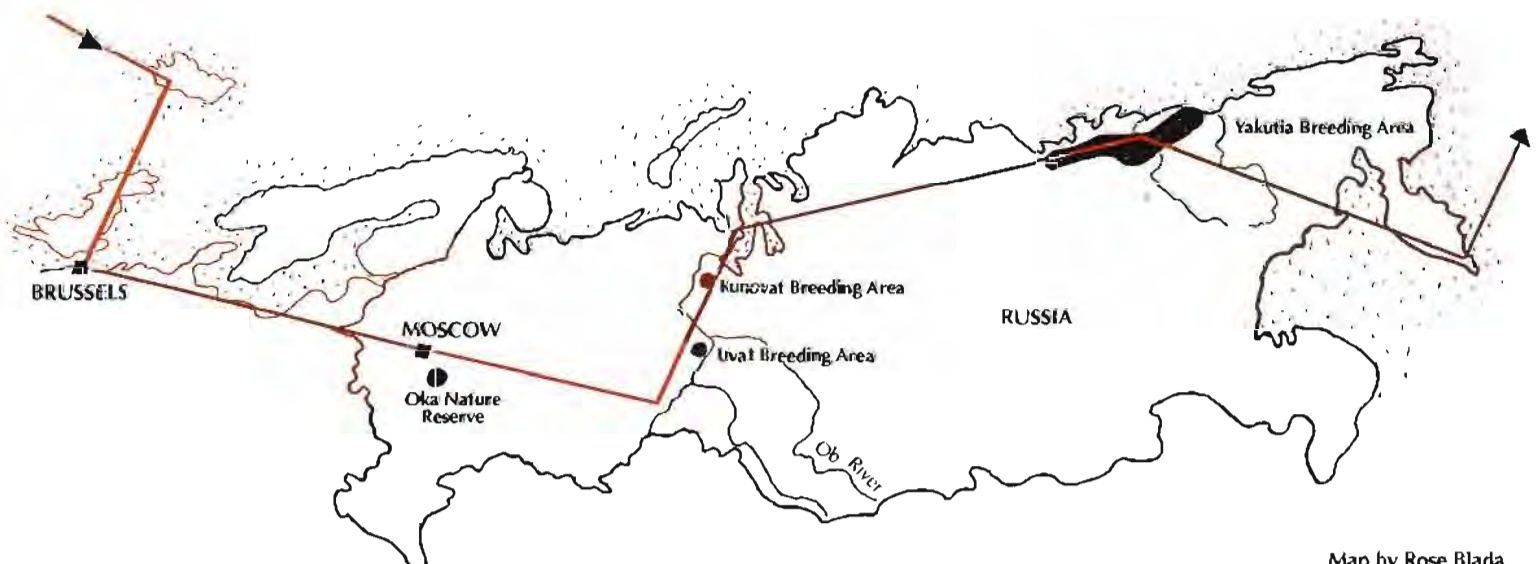 Yakutia Breeding Area
BRUSSELS
Kunovat Breeding Area
RUSSIA
MOSCOW
Uvat Breeding Area
Oka Nature
Reserve
Ob River
Map by Rose Blada